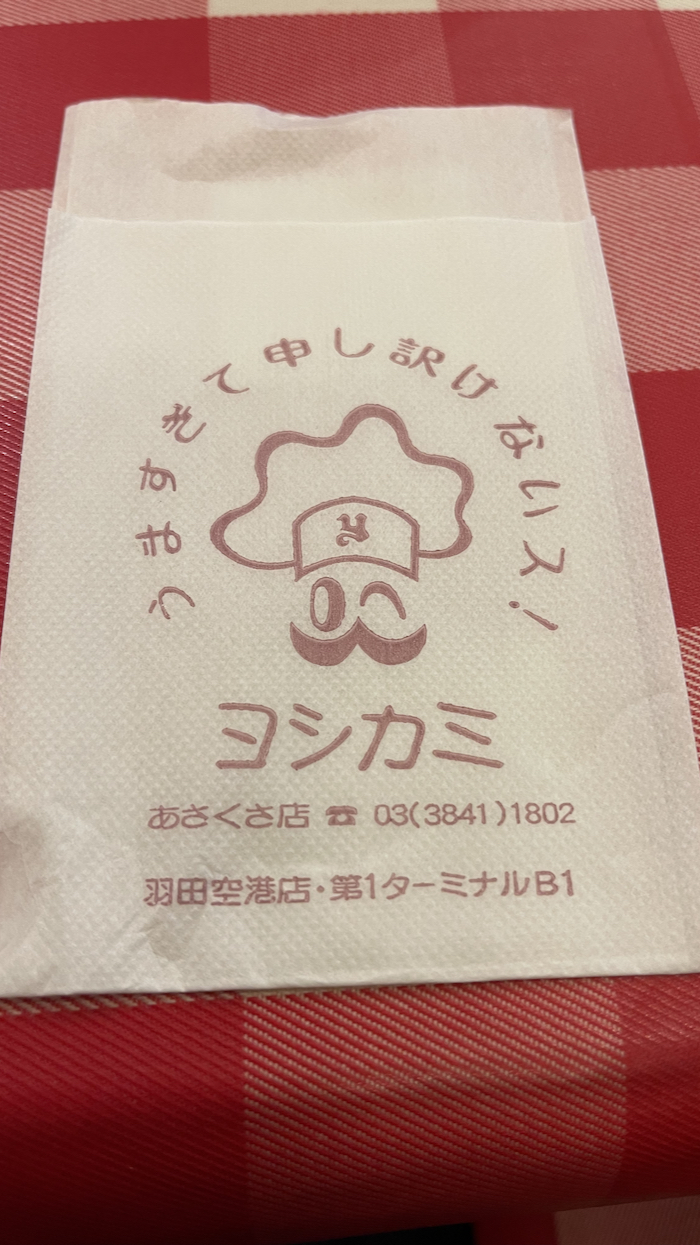 うますぎて申し訳けないス!
ヨシカミ
あさくさ店 ☎ 03(3841)1802
羽田空港店・第1ターミナルB1